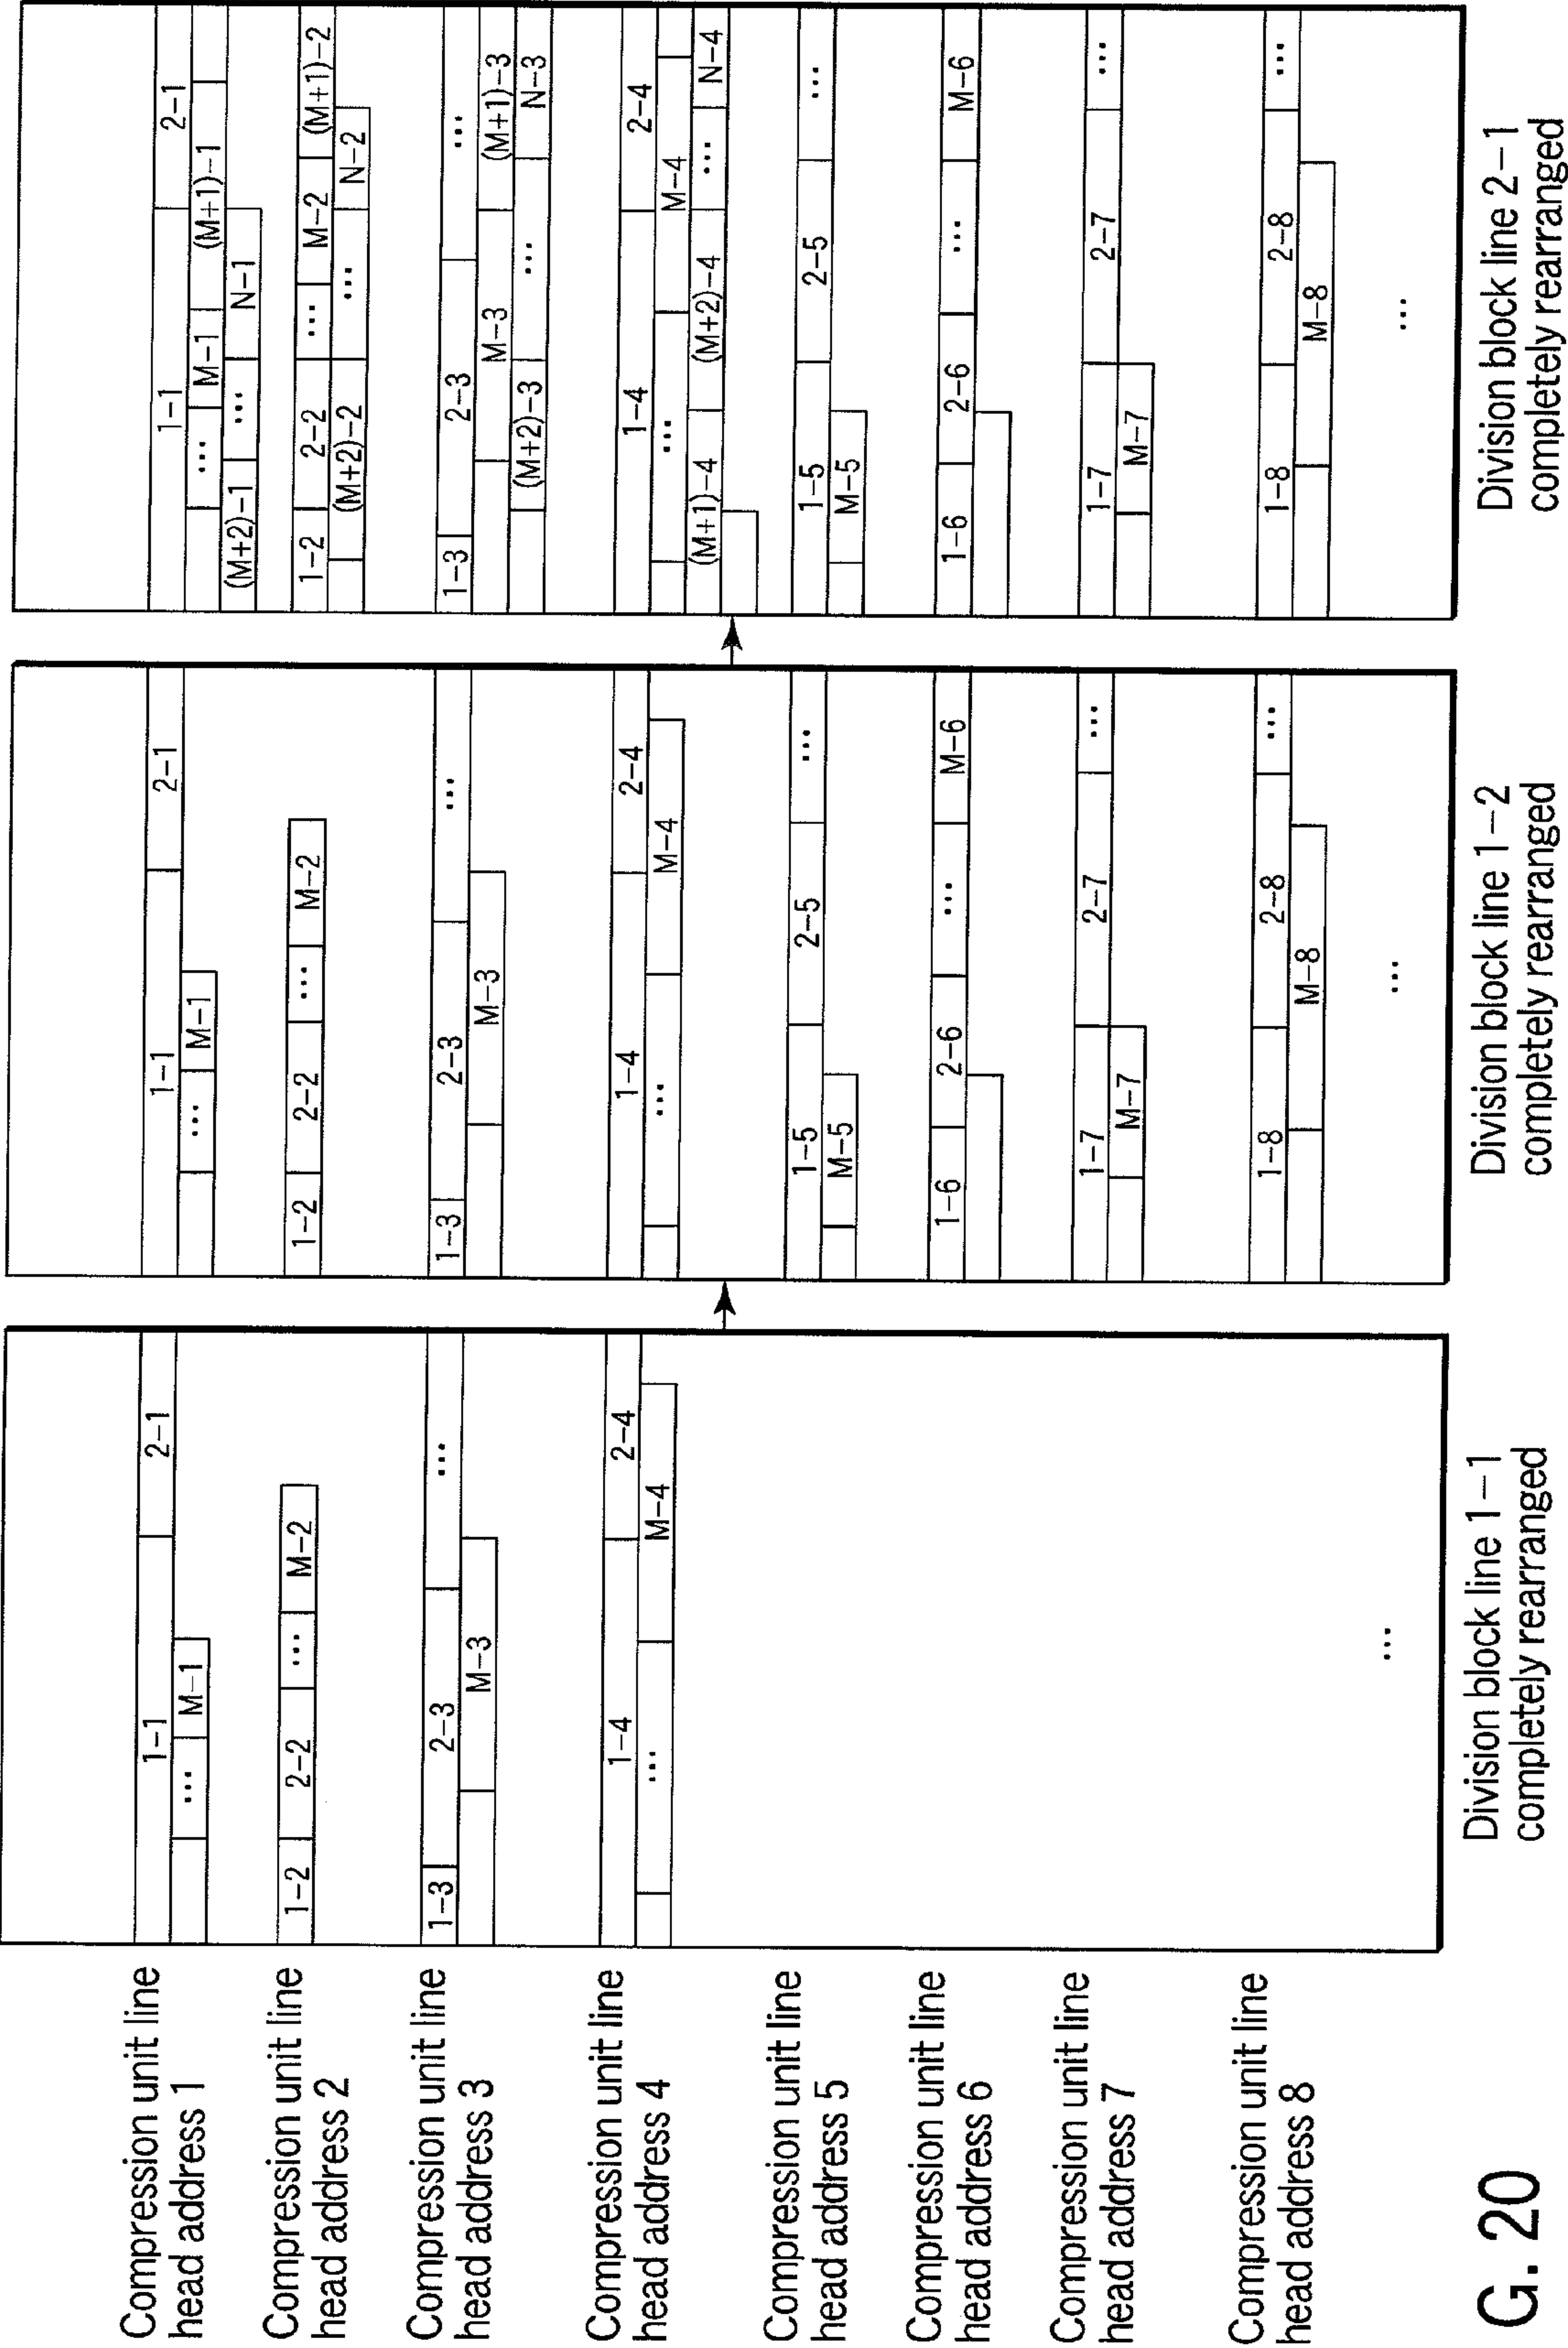 Compression unit line
head address 1
Compression unit line
head address 2
Compression unit line
head address 3
Compression unit line
head address 4
Compression unit line
head address 5
Compression unit line
head address 6
Compression unit line
head address 7
Compression unit line
head address 8
1-1 2-1
... M-1
1-2 2-2 ... M-2
1-3 2-3 ...
M-3
1-4 2-4
... M-4
...
Division block line 1-1
completely rearranged
1-1 2-1
... M-1
1-2 2-2 ... M-2
1-3 2-3 ...
M-3
1-4 2-4
... M-4
1-5 2-5 ...
M-5
1-6 2-6 ... M-6
1-7 2-7 ...
M-7
1-8 2-8 ...
M-8
...
Division block line 1-2
completely rearranged
1-1 2-1
... M-1 (M+1)-1
(M+2)-1 ... N-1
1-2 2-2 ... M-2 (M+1)-2
(M+2)-2 ... N-2
1-3 2-3 ...
M-3 (M+1)-3
(M+2)-3 ... N-3
1-4 2-4
... M-4
(M+1)-4 (M+2)-4 ... N-4
1-5 2-5 ...
M-5
1-6 2-6 ... M-6
1-7 2-7 ...
M-7
1-8 2-8 ...
M-8
...
Division block line 2-1
completely rearranged
G. 20